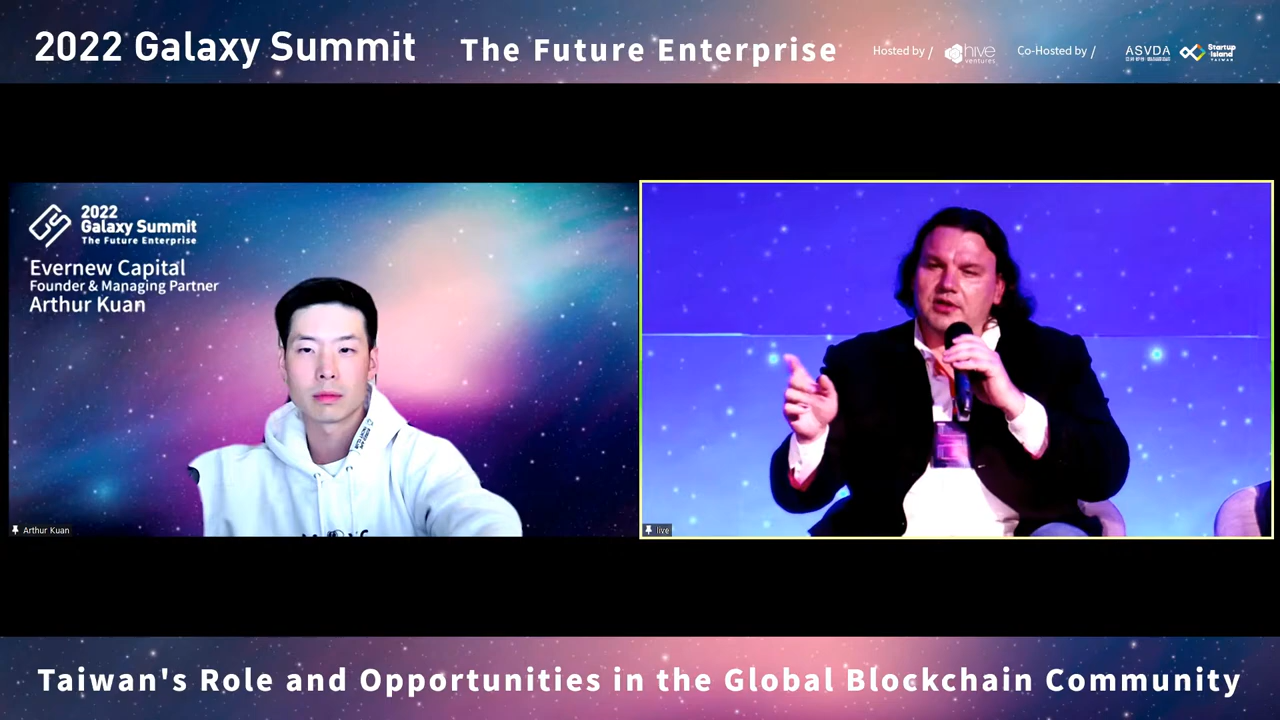 2022 Galaxy Summit
The Future Enterprise
Hosted by /
hive
ventures
Co-Hosted by /
ASVDA
Startup
Island
TAIWAN
2022
Galaxy Summit
The Future Enterprise
Evernew Capital
Founder & Managing Partner
Arthur Kuan
Arthur Kuan
live
Taiwan's Role and Opportunities in the Global Blockchain Community